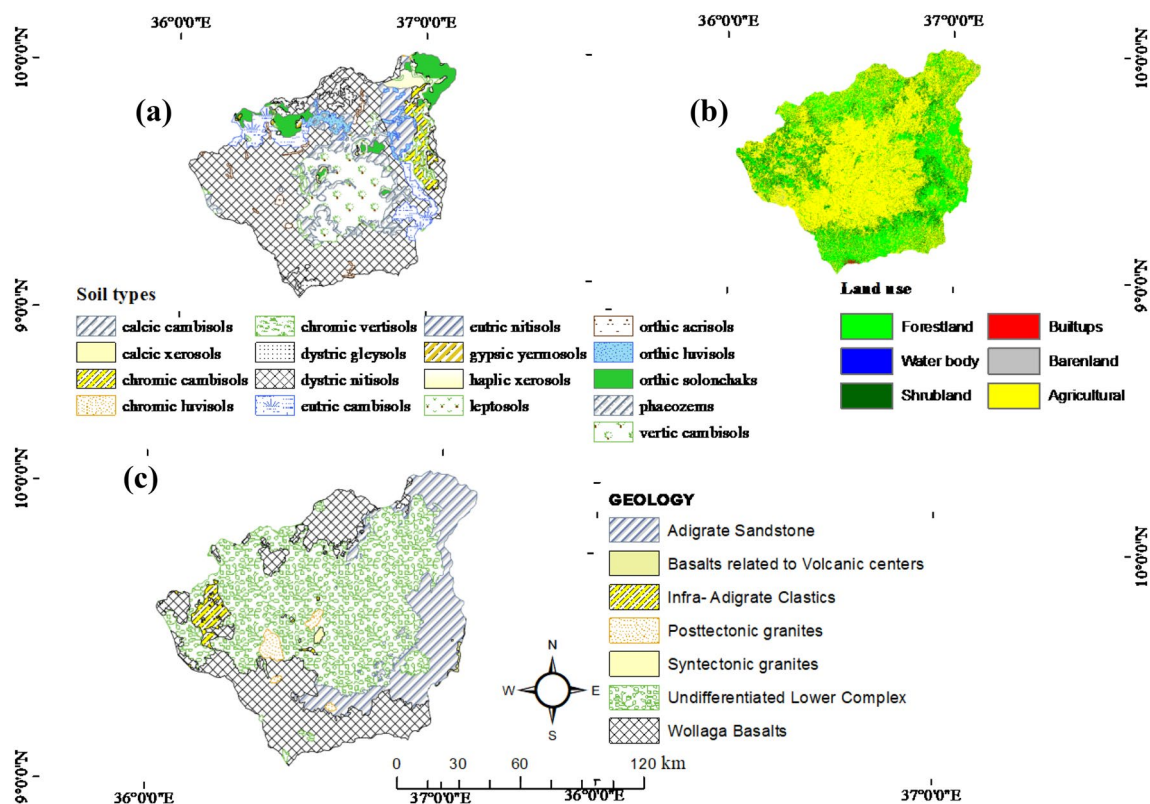 36°0'0"E 37°0'0"E
36°0'0"E 37°0'0"E
10°0'0"N
10°0'0"N
(a)
(b)
9°0'0"N
9°0'0"N
Soil types
calcic cambisols
chromic vertisols
eutric nitisols
orthic acrisols
calcic xerosols
dystric gleysols
gypsic yermosols
orthic luvisols
chromic cambisols
dystric nitisols
haplic xerosols
orthic solonchaks
chromic luvisols
eutric cambisols
leptosols
phaeozems
vertic cambisols
Land use
Forestland
Builtups
Water body
Barenland
Shrubland
Agricultural
(c)
10°0'0"N
10°0'0"N
9°0'0"N
9°0'0"N
GEOLOGY
Adigrate Sandstone
Basalts related to Volcanic centers
Infra- Adigrate Clastics
Posttectonic granites
Syntectonic granites
Undifferentiated Lower Complex
Wollaga Basalts
N
W E
S
0 30 60 120 km
36°0'0"E 37°0'0"E
36°0'0"E 37°0'0"E